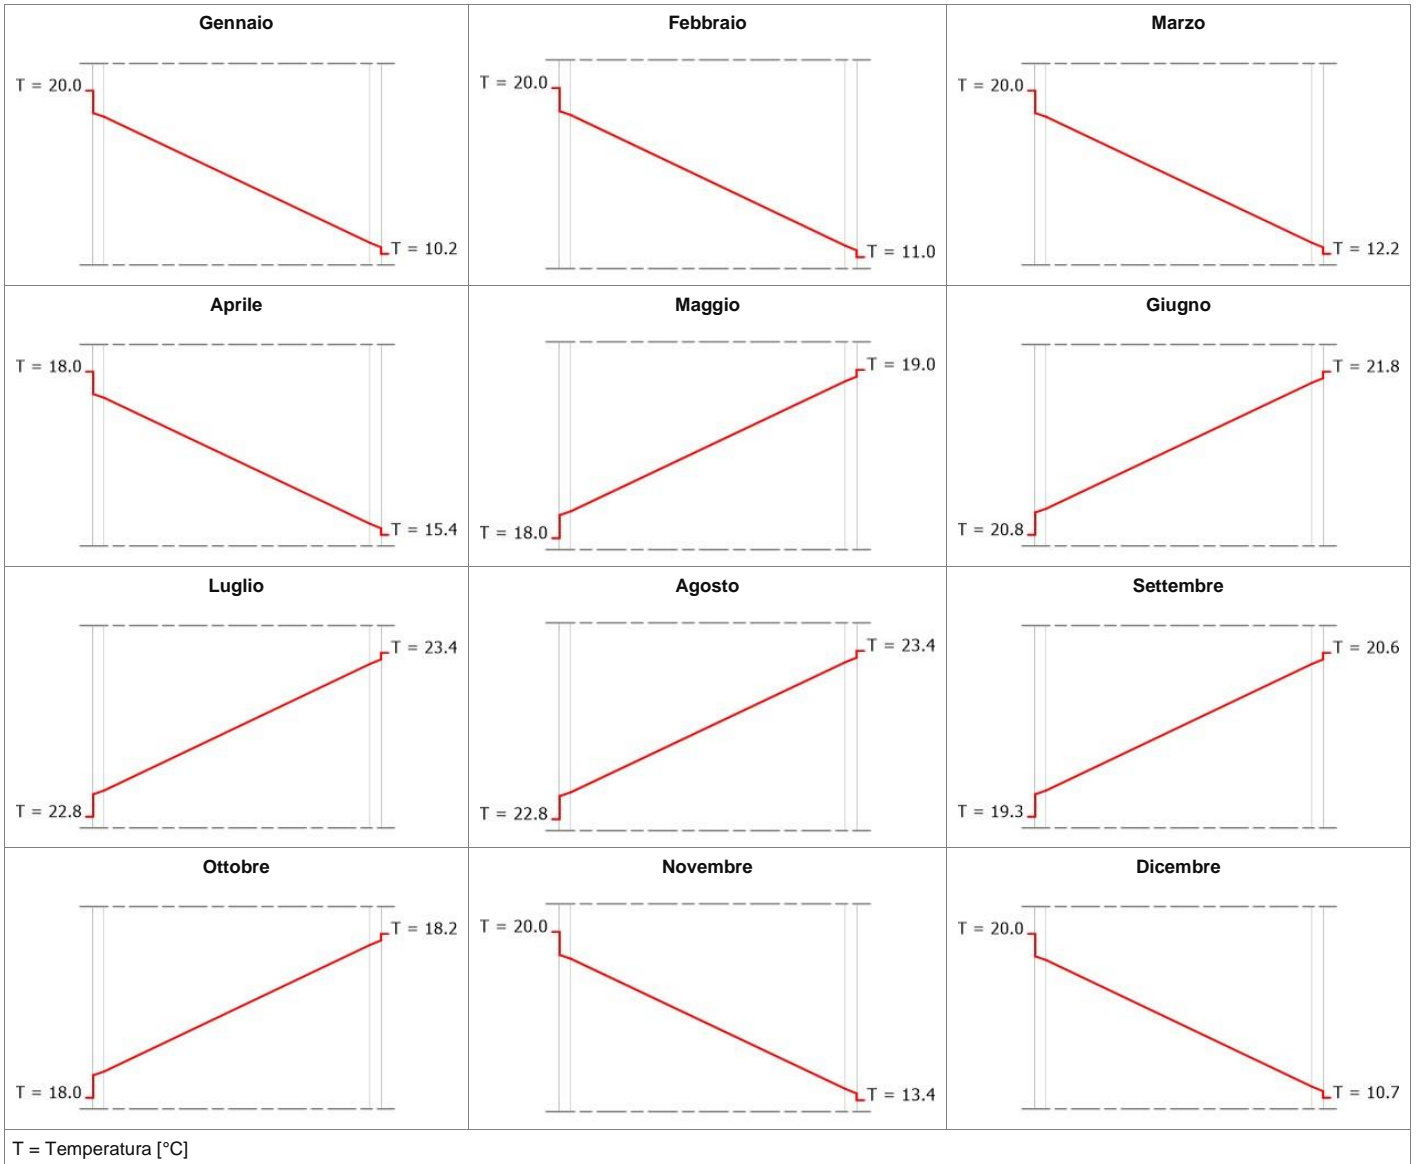 Gennaio
T = 20.0
T = 10.2
Febbraio
T = 20.0
T = 11.0
Marzo
T = 20.0
T = 12.2
Aprile
T = 18.0
T = 15.4
Maggio
T = 19.0
T = 18.0
Giugno
T = 21.8
T = 20.8
Luglio
T = 23.4
T = 22.8
Agosto
T = 23.4
T = 22.8
Settembre
T = 20.6
T = 19.3
Ottobre
T = 18.2
T = 18.0
Novembre
T = 20.0
T = 13.4
Dicembre
T = 20.0
T = 10.7
T = Temperatura [°C]